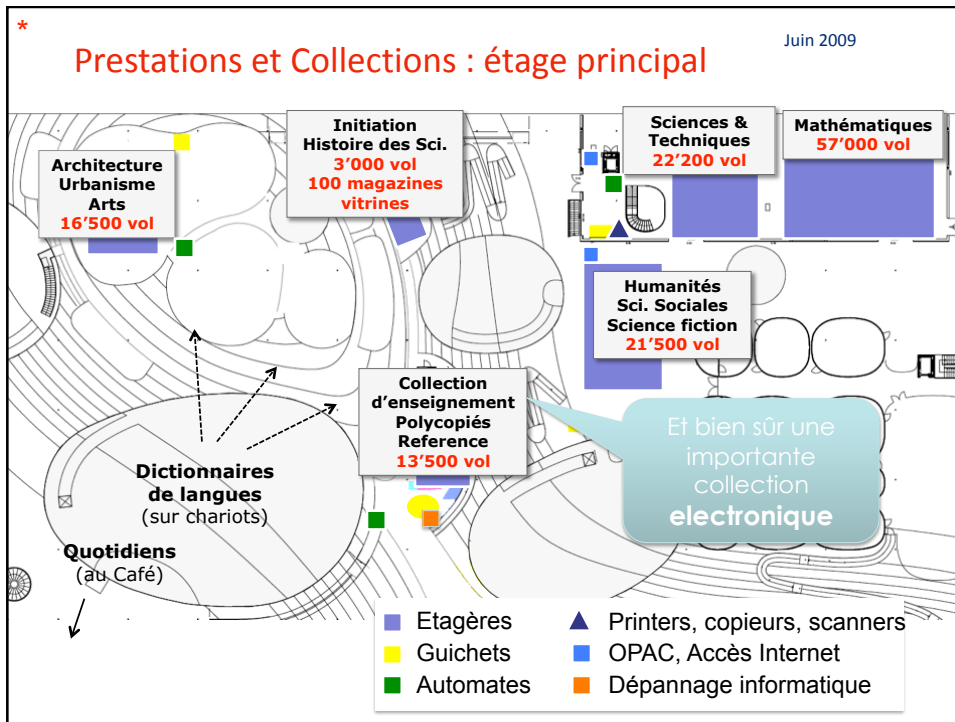 *
Juin 2009
Prestations et Collections : étage principal
Architecture
Urbanisme
Arts
16’500 vol
Initiation
Histoire des Sci.
3’000 vol
100 magazines
vitrines
Sciences &
Techniques
22’200 vol
Mathématiques
57’000 vol
Humanités
Sci. Sociales
Science fiction
21’500 vol
Collection
d’enseignement
Polycopiés
Reference
13’500 vol
Et bien sûr une
importante
collection
electronique
Dictionnaires
de langues
(sur chariots)
Quotidiens
(au Café)
Etagères
Guichets
Automates
Printers, copieurs, scanners
OPAC, Accès Internet
Dépannage informatique